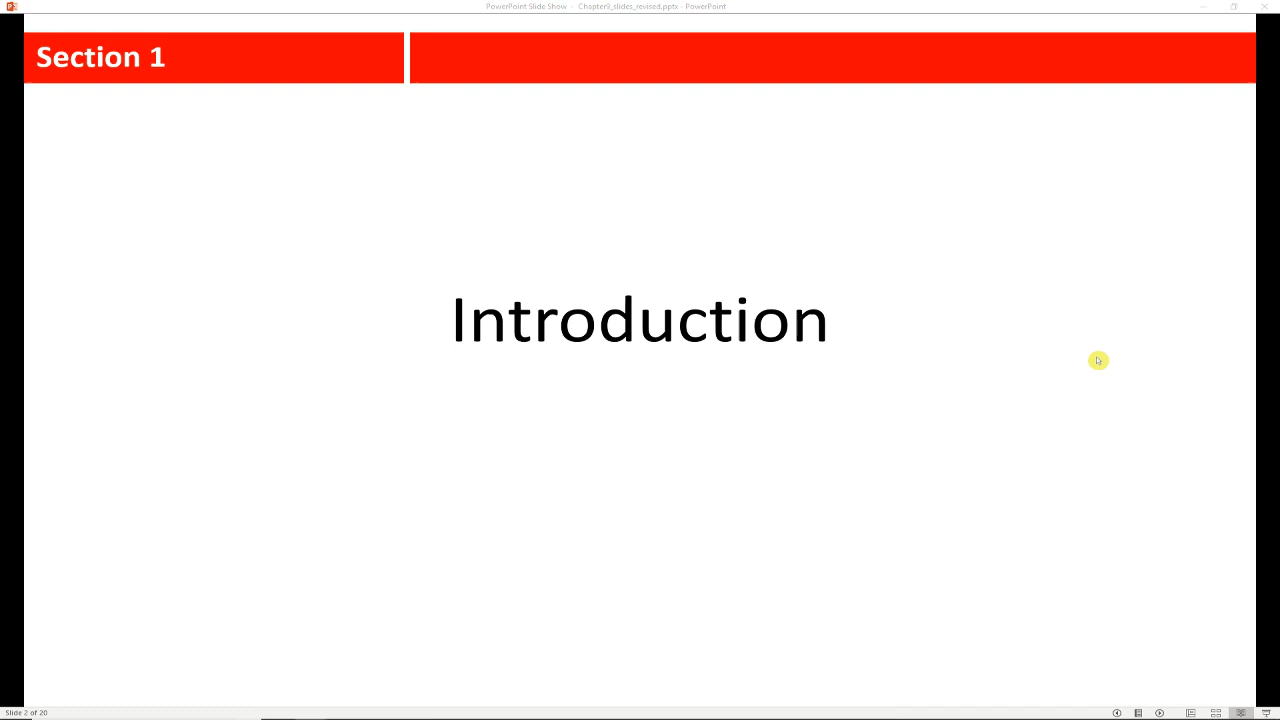 PowerPoint Slide Show - Chapter9_slides_revised.pptx - PowerPoint
Section 1
Introduction
Slide 2 of 20